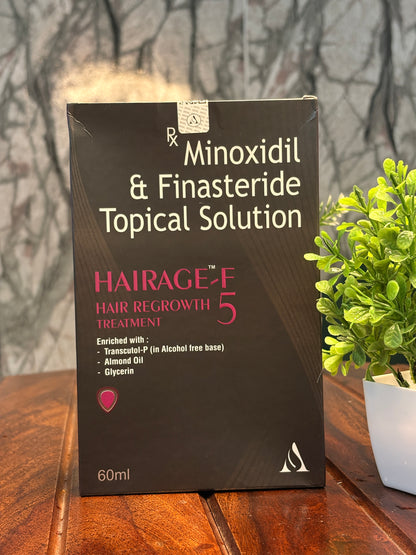 Rx Minoxidil
& Finasteride
Topical Solution
HAIRAGE™-F
HAIR REGROWTH 5
TREATMENT
Enriched with :
- Transcutol-P (in Alcohol free base)
- Almond Oil
- Glycerin
60ml